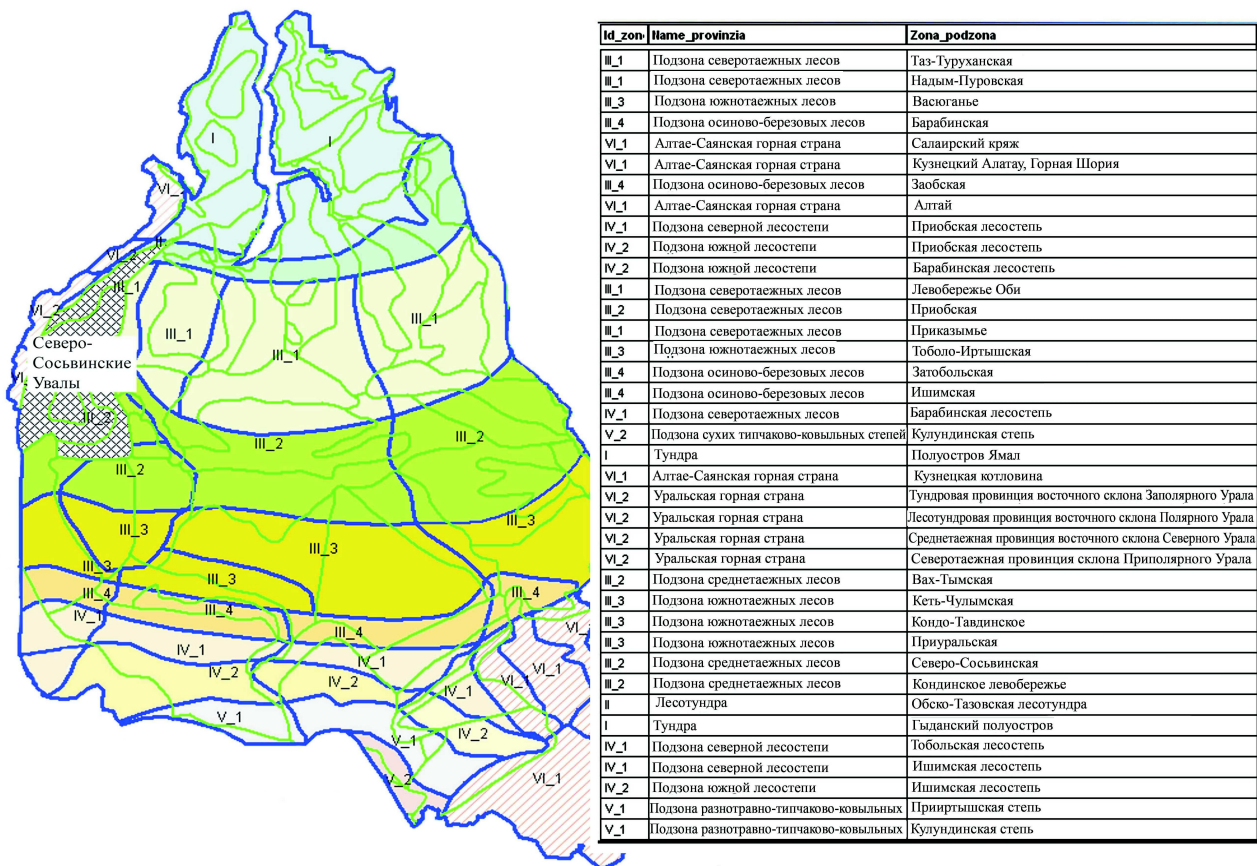 I
I
VI_
II
VI_2
III_1
VI_2
III_1
III_1
III_1
Северо-
Сосьвинские
Увалы
VI_
III_2
III_2
III_2
III_2
III_3
III_3
III_3
III_3
III_3
III_4
III_4
III_4
III_4
IV_1
IV_1
IV_1
IV_2
IV_2
IV_1
IV_2
V_1
V_1
V_2
VI_
VI_1
VI_1
VI_1
Id_zon Name_provinzia Zona_podzona
III_1 Подзона северотаежных лесов Таз-Туруханская
III_1 Подзона северотаежных лесов Надым-Пуровская
III_3 Подзона южнотаежных лесов Васюганье
III_4 Подзона осиново-березовых лесов Барабинская
VI_1 Алтае-Саянская горная страна Салаирский кряж
VI_1 Алтае-Саянская горная страна Кузнецкий Алатау, Горная Шория
III_4 Подзона осиново-березовых лесов Заобская
VI_1 Алтае-Саянская горная страна Алтай
IV_1 Подзона северной лесостепи Приобская лесостепь
IV_2 Подзона южной лесостепи Приобская лесостепь
IV_2 Подзона южной лесостепи Барабинская лесостепь
III_1 Подзона северотаежных лесов Левобережье Оби
III_2 Подзона северотаежных лесов Приобская
III_1 Подзона северотаежных лесов Приказымье
III_3 Подзона южнотаежных лесов Тоболо-Иртышская
III_4 Подзона осиново-березовых лесов Затобольская
III_4 Подзона осиново-березовых лесов Ишимская
IV_1 Подзона северотаежных лесов Барабинская лесостепь
V_2 Подзона сухих типчаково-ковыльных степей Кулундинская степь
I Тундра Полуостров Ямал
VI_1 Алтае-Саянская горная страна Кузнецкая котловина
VI_2 Уральская горная страна Тундровая провинция восточного склона Заполярного Урала
VI_2 Уральская горная страна Лесотундровая провинция восточного склона Полярного Урала
VI_2 Уральская горная страна Среднетаежная провинция восточного склона Северного Урала
VI_2 Уральская горная страна Северотаежная провинция склона Приполярного Урала
III_2 Подзона среднетаежных лесов Вах-Тымская
III_3 Подзона южнотаежных лесов Кеть-Чулымская
III_3 Подзона южнотаежных лесов Кондо-Тавдинское
III_3 Подзона южнотаежных лесов Приуральская
III_2 Подзона среднетаежных лесов Северо-Сосьвинская
III_2 Подзона среднетаежных лесов Кондинское левобережье
II Лесотундра Обско-Тазовская лесотундра
I Тундра Гыданский полуостров
IV_1 Подзона северной лесостепи Тобольская лесостепь
IV_1 Подзона северной лесостепи Ишимская лесостепь
IV_2 Подзона южной лесостепи Ишимская лесостепь
V_1 Подзона разнотравно-типчаково-ковыльных Прииртышская степь
V_1 Подзона разнотравно-типчаково-ковыльных Кулундинская степь